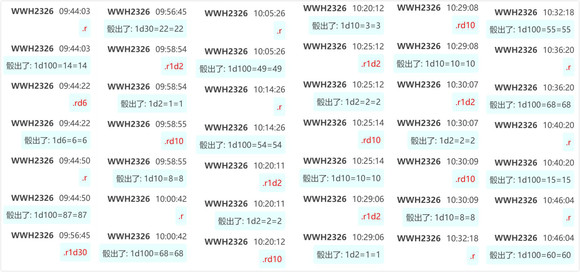 WWH2326 09:44:03
.r
WWH2326 09:44:03
骰出了: 1d100=14=14
WWH2326 09:44:22
.rd6
WWH2326 09:44:22
骰出了: 1d6=6=6
WWH2326 09:44:50
.r
WWH2326 09:44:50
骰出了: 1d100=87=87
WWH2326 09:56:45
.r1d30
WWH2326 09:56:45
骰出了: 1d30=22=22
WWH2326 09:58:54
.r1d2
WWH2326 09:58:54
骰出了: 1d2=1=1
WWH2326 09:58:55
.rd10
WWH2326 09:58:55
骰出了: 1d10=8=8
WWH2326 10:00:42
.r
WWH2326 10:00:42
骰出了: 1d100=68=68
WWH2326 10:05:26
.r
WWH2326 10:05:26
骰出了: 1d100=49=49
WWH2326 10:14:26
.r
WWH2326 10:14:26
骰出了: 1d100=54=54
WWH2326 10:20:11
.r1d2
WWH2326 10:20:11
骰出了: 1d2=2=2
WWH2326 10:20:12
.rd10
WWH2326 10:20:12
骰出了: 1d10=3=3
WWH2326 10:25:12
.r1d2
WWH2326 10:25:12
骰出了: 1d2=2=2
WWH2326 10:25:14
.rd10
WWH2326 10:25:14
骰出了: 1d10=10=10
WWH2326 10:29:06
.r1d2
WWH2326 10:29:06
骰出了: 1d2=1=1
WWH2326 10:29:08
.rd10
WWH2326 10:29:08
骰出了: 1d10=10=10
WWH2326 10:30:07
.r1d2
WWH2326 10:30:07
骰出了: 1d2=2=2
WWH2326 10:30:09
.rd10
WWH2326 10:30:09
骰出了: 1d10=8=8
WWH2326 10:32:18
.r
WWH2326 10:32:18
骰出了: 1d100=55=55
WWH2326 10:36:20
.r
WWH2326 10:36:20
骰出了: 1d100=68=68
WWH2326 10:40:20
.r
WWH2326 10:40:20
骰出了: 1d100=15=15
WWH2326 10:46:04
.r
WWH2326 10:46:04
骰出了: 1d100=60=60